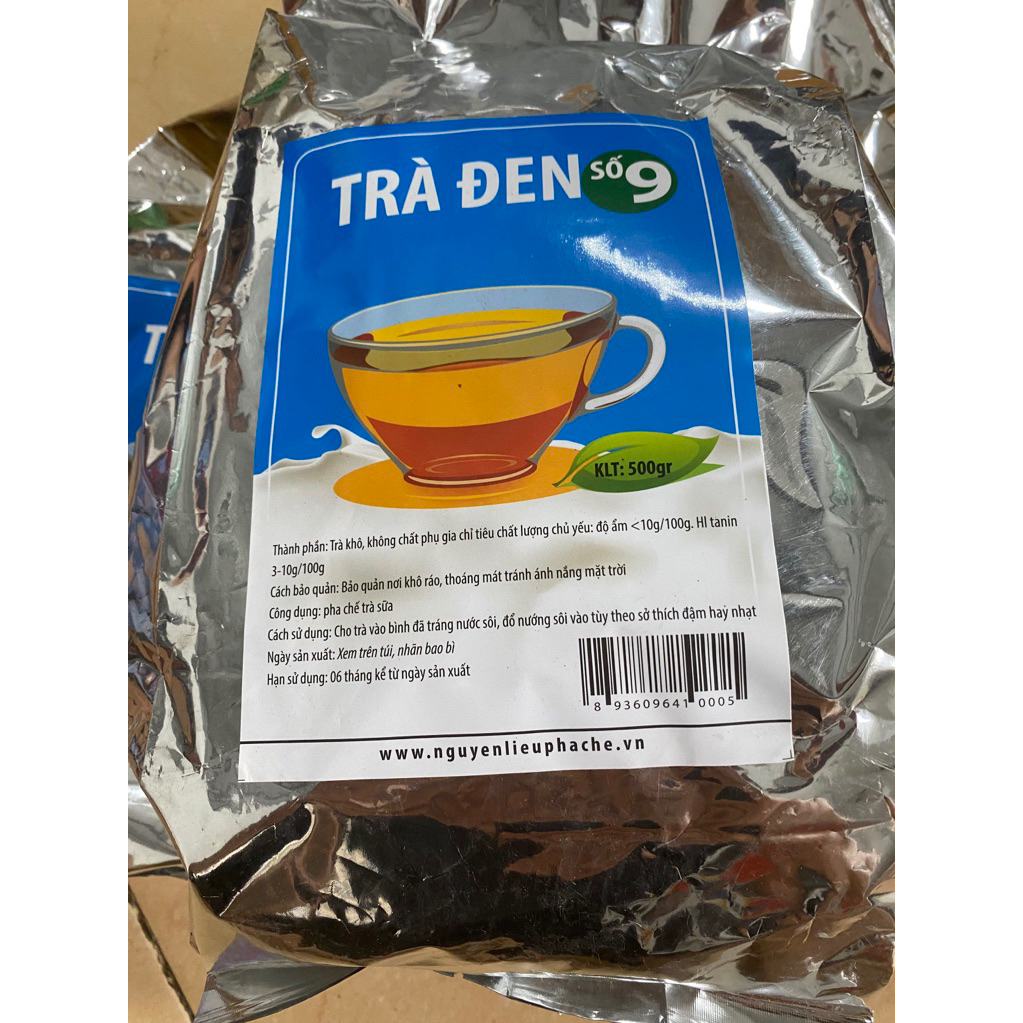 TRÀ ĐEN SỐ 9
KLT: 500gr
Thành phần: Trà khô, không chất phụ gia chỉ tiêu chất lượng chủ yếu: độ ẩm <10g/100g. Hl tanin
3-10g/100g
Cách bảo quản: Bảo quản nơi khô ráo, thoáng mát tránh ánh nắng mặt trời
Công dụng: pha chế trà sữa
Cách sử dụng: Cho trà vào bình đã tráng nước sôi, đổ nướng sôi vào tùy theo sở thích đậm hay nhạt
Ngày sản xuất: Xem trên túi, nhãn bao bì
Hạn sử dụng: 06 tháng kể từ ngày sản xuất
8 936096410005
www.nguyenlieuphache.vn
T